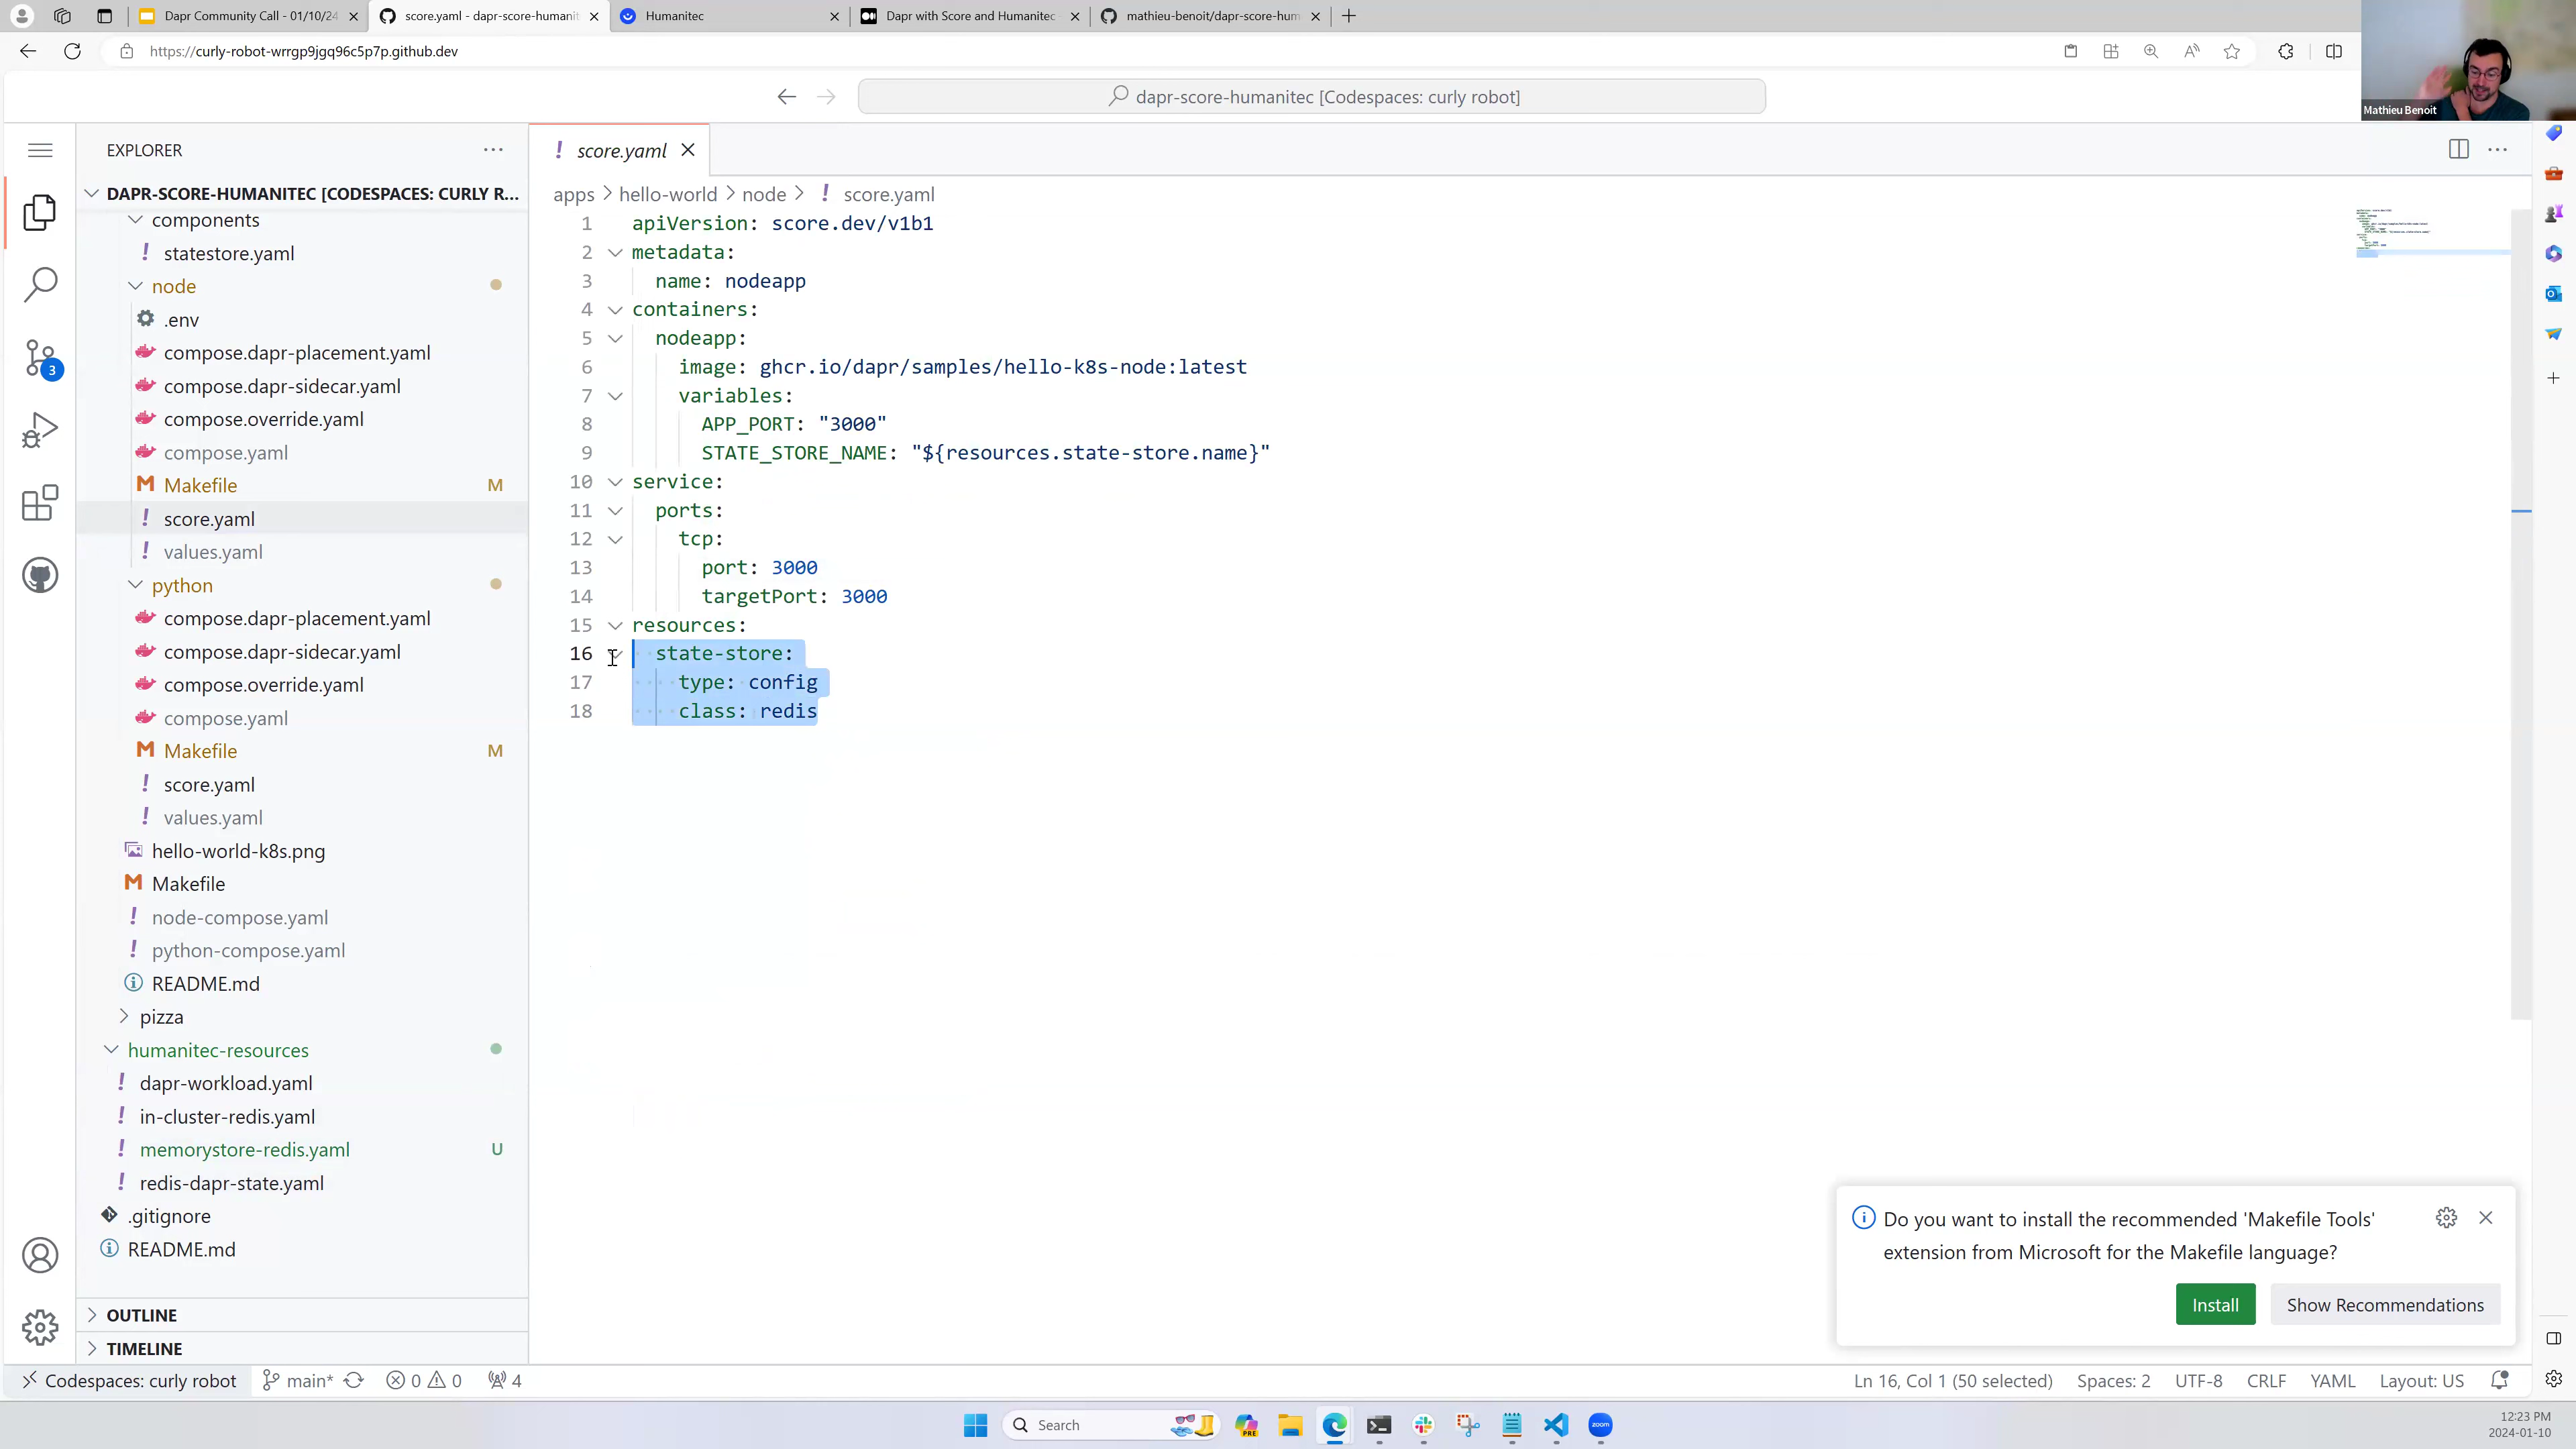 Dapr Community Call - 01/10/24
score.yaml - dapr-score-humanit
Humanitec
Dapr with Score and Humanitec
mathieu-benoit/dapr-score-hum
https://curly-robot-wrrgp9jgq96c5p7p.github.dev
Mathieu Benoit
dapr-score-humanitec [Codespaces: curly robot]
EXPLORER
score.yaml
DAPR-SCORE-HUMANITEC [CODESPACES: CURLY R...
apps > hello-world > node > ! score.yaml
components
! statestore.yaml
node
.env
compose.dapr-placement.yaml
compose.dapr-sidecar.yaml
compose.override.yaml
compose.yaml
Makefile M
! score.yaml
! values.yaml
python
compose.dapr-placement.yaml
compose.dapr-sidecar.yaml
compose.override.yaml
compose.yaml
Makefile M
! score.yaml
! values.yaml
hello-world-k8s.png
Makefile
! node-compose.yaml
! python-compose.yaml
README.md
pizza
humanitec-resources
! dapr-workload.yaml
! in-cluster-redis.yaml
! memorystore-redis.yaml U
! redis-dapr-state.yaml
.gitignore
README.md
OUTLINE
TIMELINE
3
1 apiVersion: score.dev/v1b1
2 metadata:
3 name: nodeapp
4 containers:
5 nodeapp:
6 image: ghcr.io/dapr/samples/hello-k8s-node:latest
7 variables:
8 APP_PORT: "3000"
9 STATE_STORE_NAME: "${resources.state-store.name}"
10 service:
11 ports:
12 tcp:
13 port: 3000
14 targetPort: 3000
15 resources:
16 state-store:
17 type: config
18 class: redis
Do you want to install the recommended 'Makefile Tools'
extension from Microsoft for the Makefile language?
Install
Show Recommendations
Codespaces: curly robot
main*
0 0
4
Ln 16, Col 1 (50 selected)
Spaces: 2
UTF-8
CRLF
YAML
Layout: US
Search
PRE
zoom
12:23 PM
2024-01-10